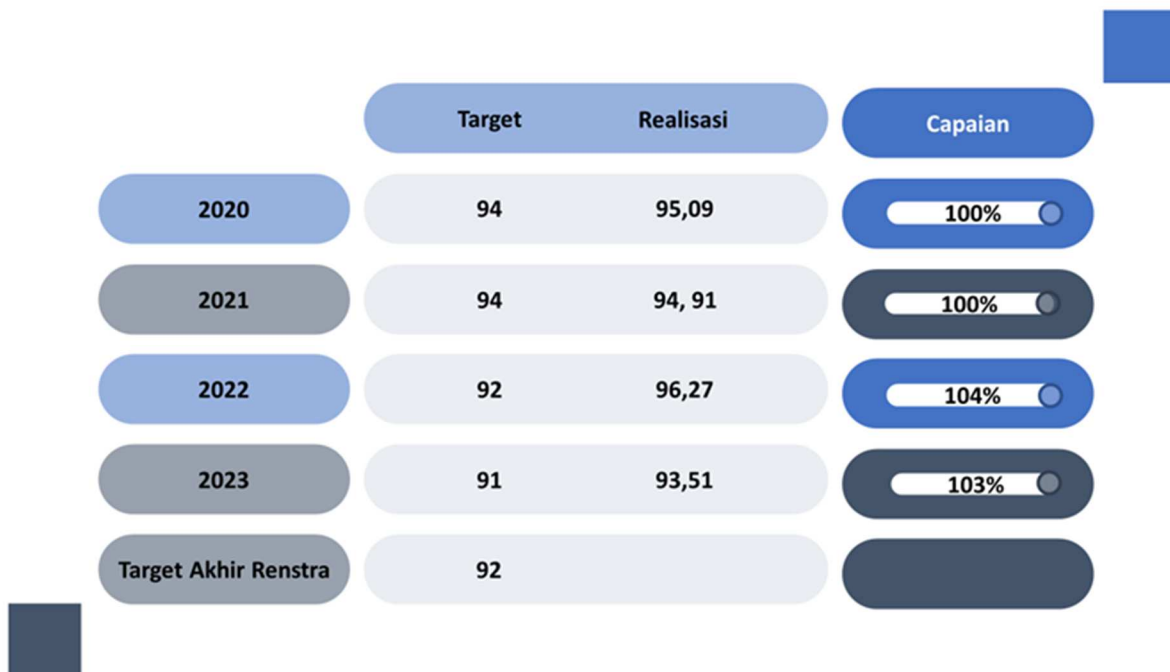 Target Realisasi Capaian
2020 94 95,09 100%
2021 94 94, 91 100%
2022 92 96,27 104%
2023 91 93,51 103%
Target Akhir Renstra 92